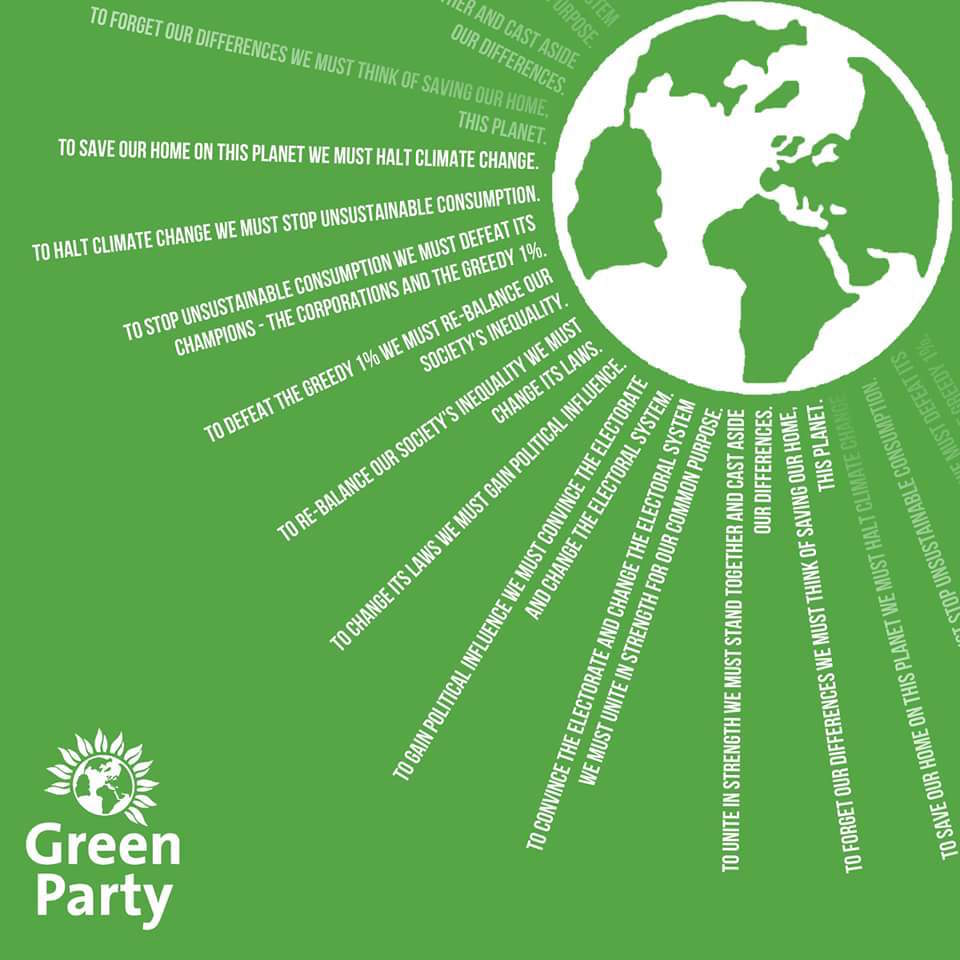 STEM
PURPOSE.
HER AND CAST ASIDE
OUR DIFFERENCES.
TO FORGET OUR DIFFERENCES WE MUST THINK OF SAVING OUR HOME,
THIS PLANET.
TO SAVE OUR HOME ON THIS PLANET WE MUST HALT CLIMATE CHANGE.
TO HALT CLIMATE CHANGE WE MUST STOP UNSUSTAINABLE CONSUMPTION.
TO STOP UNSUSTAINABLE CONSUMPTION WE MUST DEFEAT ITS
CHAMPIONS - THE CORPORATIONS AND THE GREEDY 1%.
TO DEFEAT THE GREEDY 1% WE MUST RE-BALANCE OUR
SOCIETY'S INEQUALITY.
TO RE-BALANCE OUR SOCIETY'S INEQUALITY WE MUST
CHANGE ITS LAWS.
TO CHANGE ITS LAWS WE MUST GAIN POLITICAL INFLUENCE.
TO GAIN POLITICAL INFLUENCE WE MUST CONVINCE THE ELECTORATE
AND CHANGE THE ELECTORAL SYSTEM.
TO CONVINCE THE ELECTORATE AND CHANGE THE ELECTORAL SYSTEM
WE MUST UNITE IN STRENGTH FOR OUR COMMON PURPOSE.
TO UNITE IN STRENGTH WE MUST STAND TOGETHER AND CAST ASIDE
OUR DIFFERENCES.
TO FORGET OUR DIFFERENCES WE MUST THINK OF SAVING OUR HOME,
THIS PLANET.
TO SAVE OUR HOME ON THIS PLANET WE MUST HALT CLIMATE CHANGE
ST STOP UNSUSTAINABLE CONSUMPTION.
WE MUST DEFEAT ITS
GREEDY 1%.
Green
Party